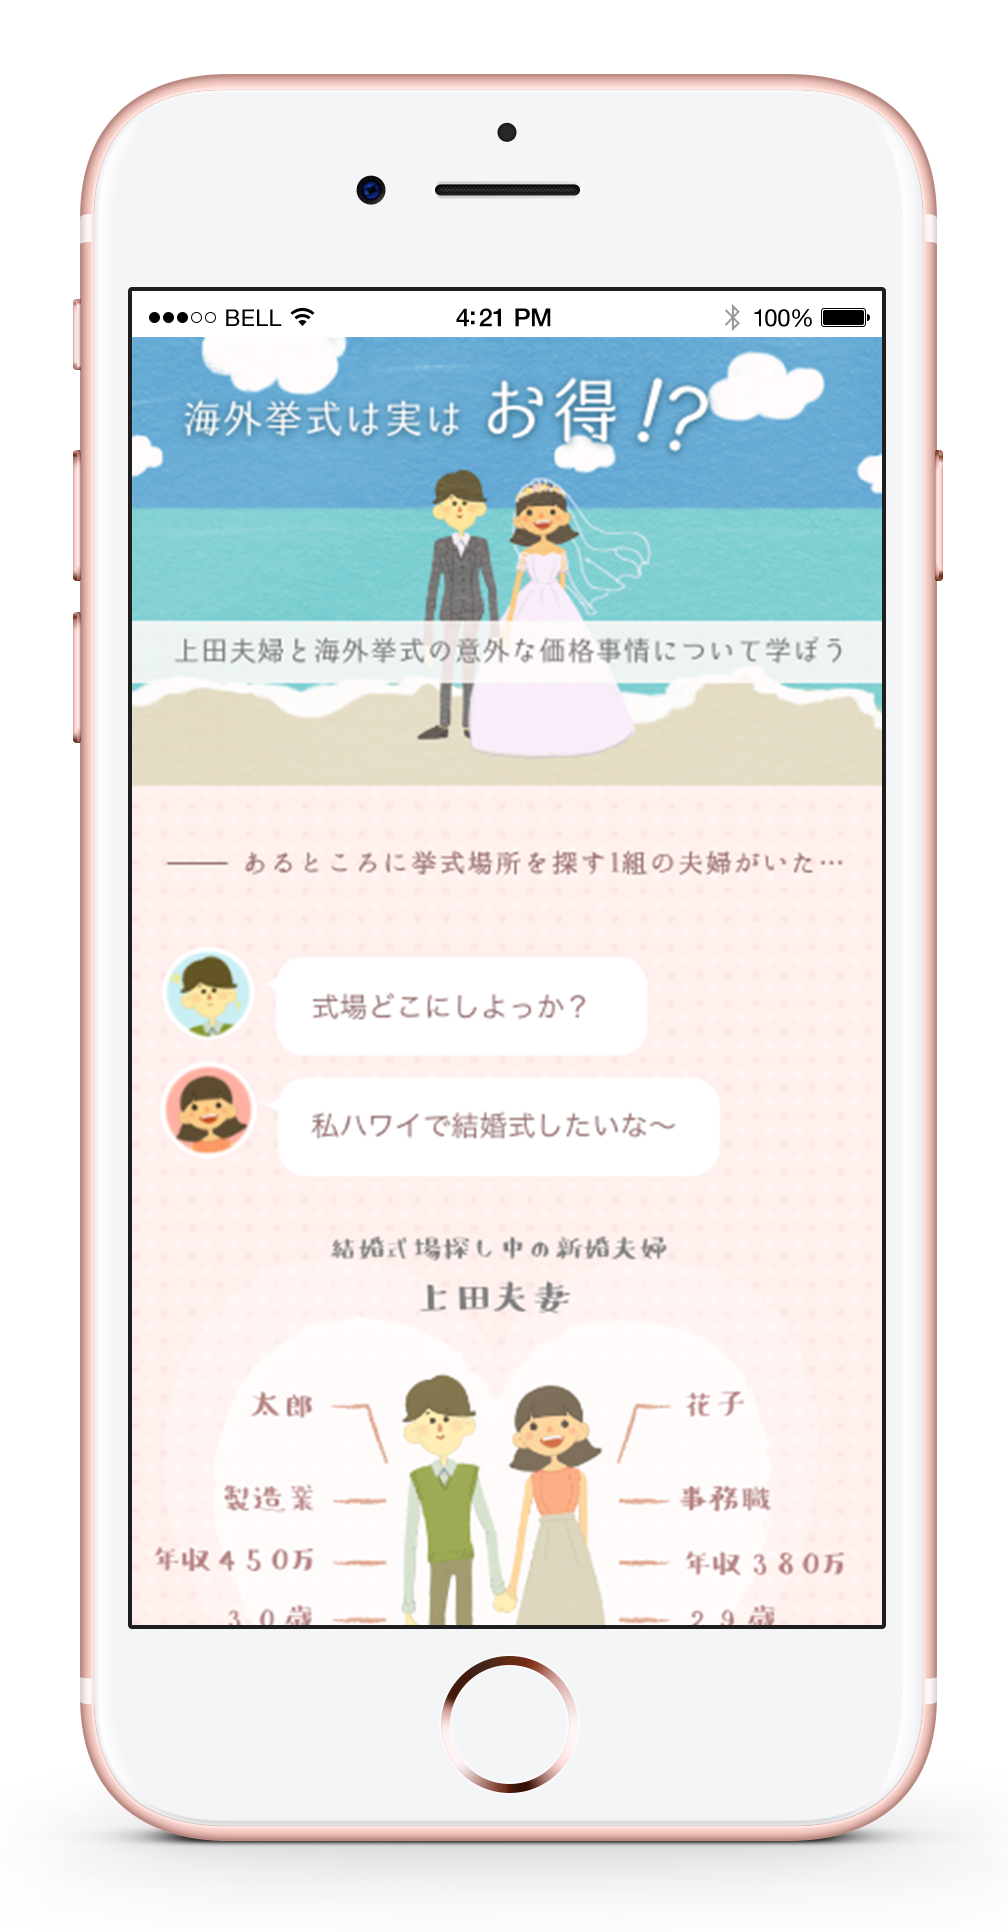 BELL 4:21 PM 100%
海外挙式は実は お得!?
上田夫婦と海外挙式の意外な価格事情について学ぼう
―― あるところに挙式場所を探す1組の夫婦がいた…
式場どこにしよっか？
私ハワイで結婚式したいな〜
結婚式場探し中の新婚夫婦
上田夫妻
太郎
花子
製造業
事務職
年収450万
年収380万
30歳
29歳